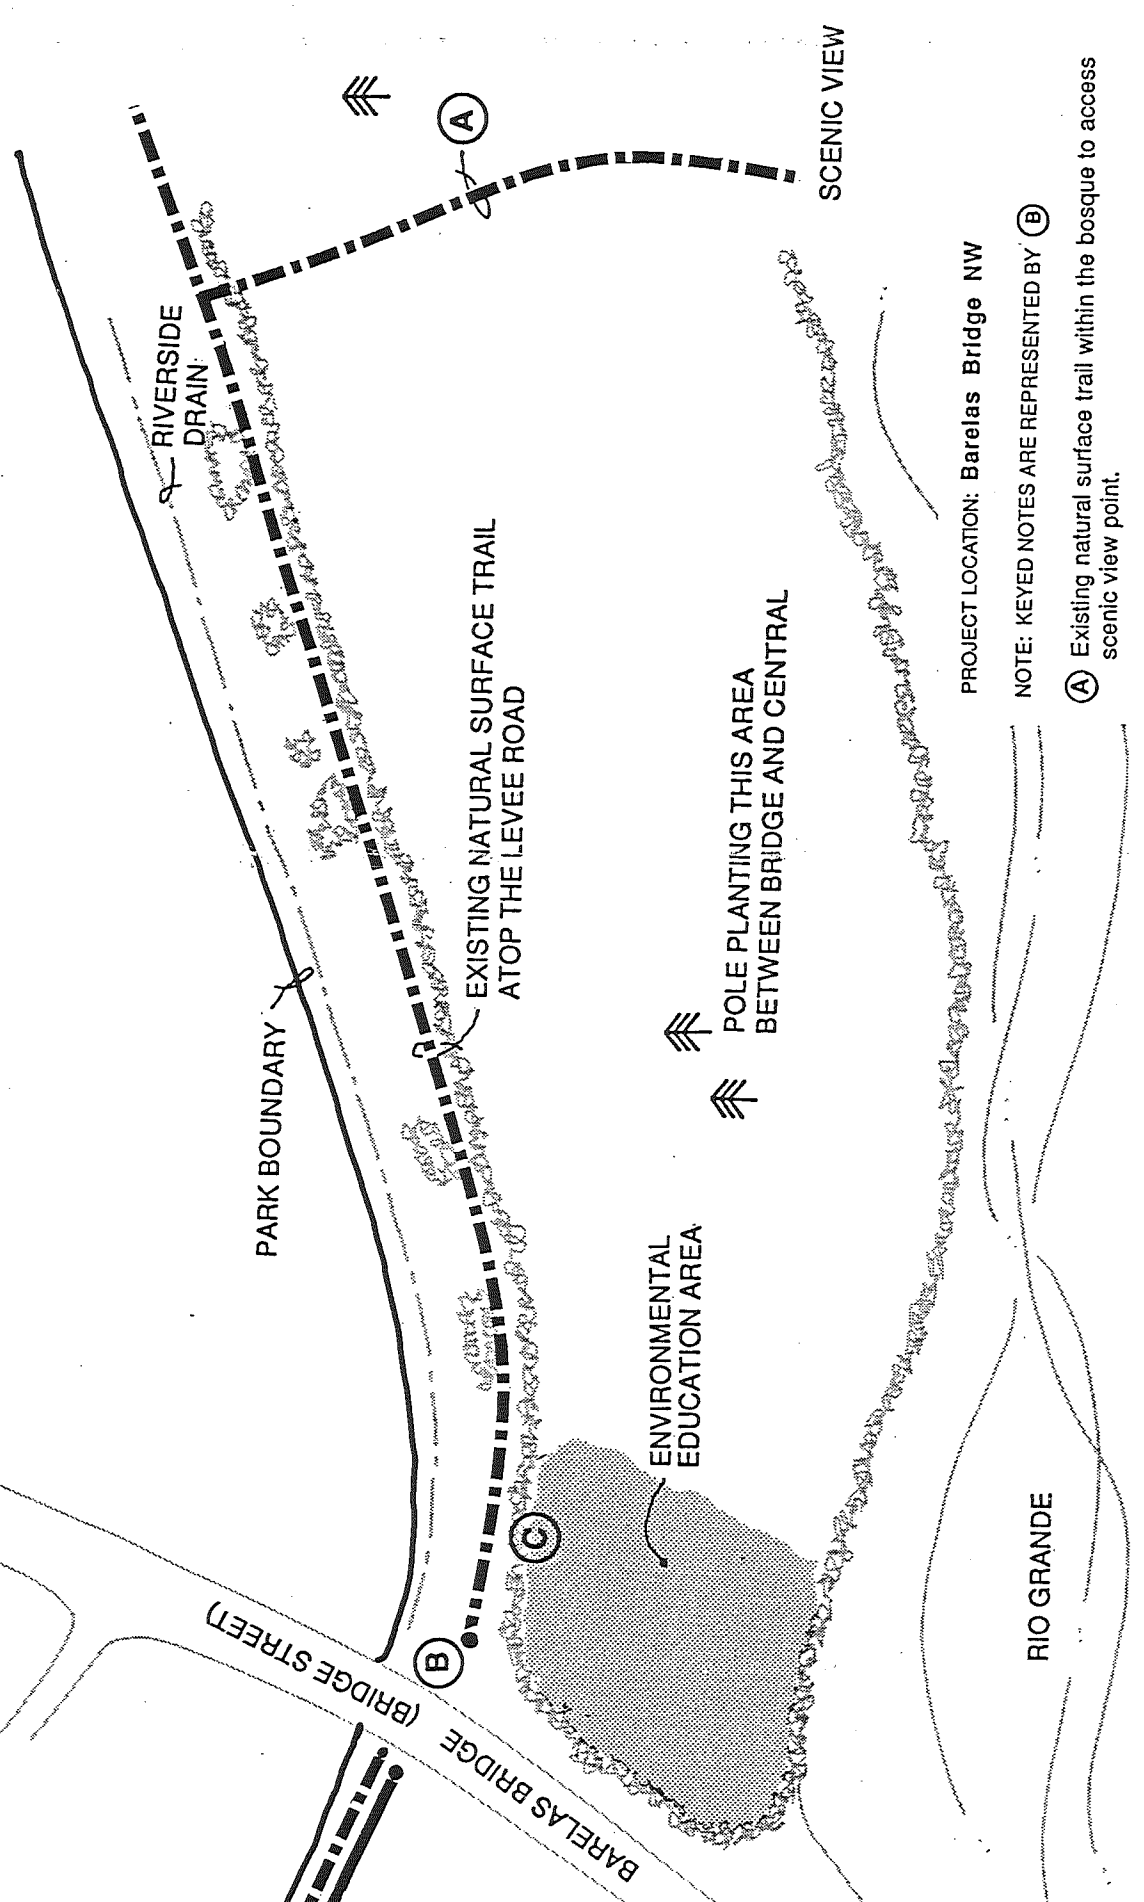 RIVERSIDE
DRAIN
A
SCENIC VIEW
PARK BOUNDARY
EXISTING NATURAL SURFACE TRAIL
ATOP THE LEVEE ROAD
POLE PLANTING THIS AREA
BETWEEN BRIDGE AND CENTRAL
ENVIRONMENTAL
EDUCATION AREA
C
B
BARELAS BRIDGE (BRIDGE STREET)
RIO GRANDE
PROJECT LOCATION: Barelas Bridge NW
NOTE: KEYED NOTES ARE REPRESENTED BY B
A Existing natural surface trail within the bosque to access
scenic view point.